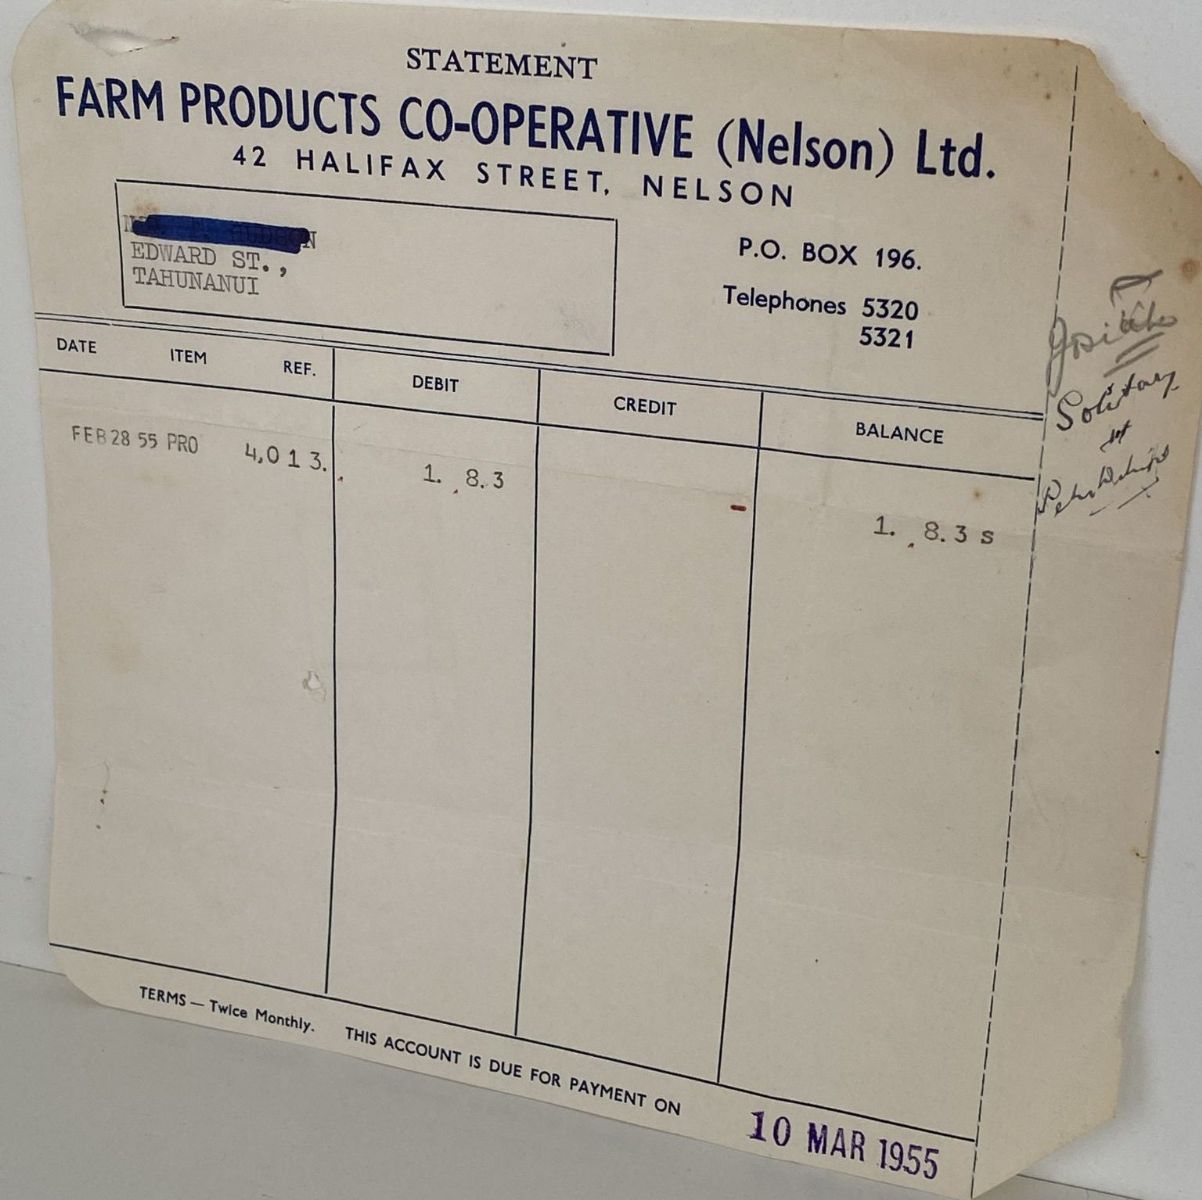 STATEMENT
FARM PRODUCTS CO-OPERATIVE (Nelson) Ltd.
42 HALIFAX STREET, NELSON
EDWARD ST.,
TAHUNANUI
P.O. BOX 196.
Telephones 5320
5321
DATE ITEM REF. DEBIT CREDIT BALANCE
FEB 28 55 PRO 4,013. 1. 8.3
1. 8.3 s
Solitary
TERMS — Twice Monthly. THIS ACCOUNT IS DUE FOR PAYMENT ON
10 MAR 1955